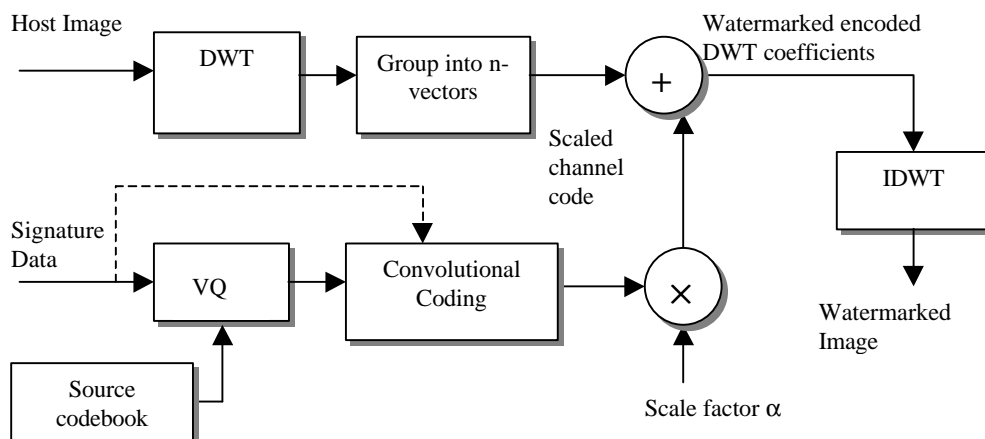 Host Image
DWT
Group into n-
vectors
+
Watermarked encoded
DWT coefficients
Scaled
channel
code
IDWT
Signature
Data
VQ
Convolutional
Coding
×
Watermarked
Image
Source
codebook
Scale factor α